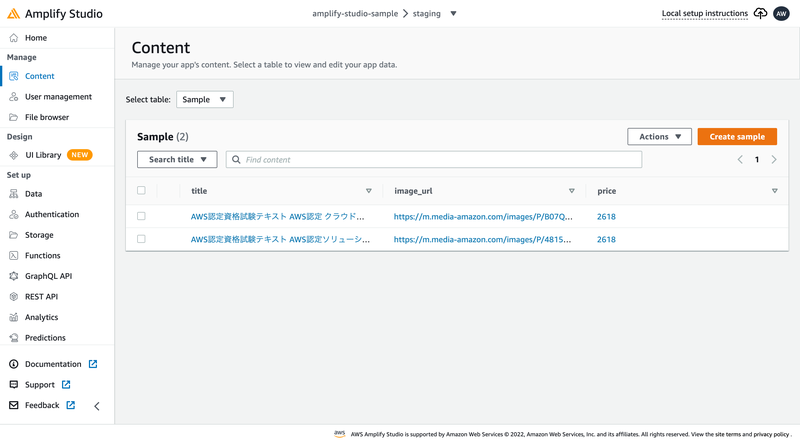 Amplify Studio
amplify-studio-sample > staging
Local setup instructions
AW
Home
Manage
Content
User management
File browser
Design
UI Library NEW
Set up
Data
Authentication
Storage
Functions
GraphQL API
REST API
Analytics
Predictions
Documentation
Support
Feedback
Content
Manage your app's content. Select a table to view and edit your app data.
Select table: Sample
Sample (2)
Actions
Create sample
Search title
Find content
1
title image_url price
AWS認定資格試験テキスト AWS認定 クラウド... https://m.media-amazon.com/images/P/B07Q... 2618
AWS認定資格試験テキスト AWS認定ソリューシ... https://m.media-amazon.com/images/P/4815... 2618
aws AWS Amplify Studio is supported by Amazon Web Services © 2022, Amazon Web Services, Inc. and its affiliates. All rights reserved. View the site terms and privacy policy .